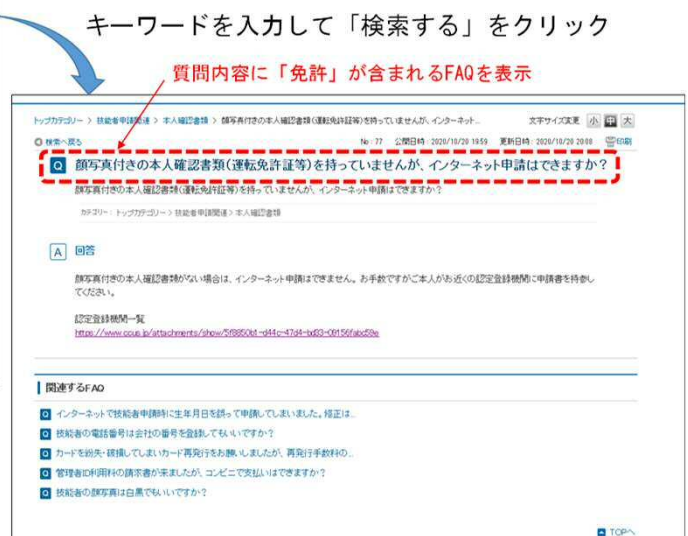 キーワードを入力して「検索する」をクリック
質問内容に「免許」が含まれるFAQを表示
トップカテゴリー > 技能者申請関連 > 本人確認書類 > 顔写真付きの本人確認書類(運転免許証等)を持っていませんが、インターネット...
文字サイズ変更 小 中 大
検索へ戻る
No : 77 公開日時 : 2020/10/20 19:59 更新日時 : 2020/10/20 20:00 印刷
Q 顔写真付きの本人確認書類(運転免許証等)を持っていませんが、インターネット申請はできますか?
顔写真付きの本人確認書類(運転免許証等)を持っていませんが、インターネット申請はできますか?
カテゴリー : トップカテゴリー > 技能者申請関連 > 本人確認書類
A 回答
顔写真付きの本人確認書類がない場合は、インターネット申請はできません。お手数ですがご本人がお近くの認定登録機関に申請書を持参し
てください。
認定登録機関一覧
https://www.ccus.jp/attachments/show/5f8850b1-d44c-47d4-bd33-08156fabc59e
関連するFAQ
Q インターネットで技能者申請時に生年月日を誤って申請してしまいました。修正は...
Q 技能者の電話番号は会社の番号を登録してもいいですか?
Q カードを紛失・破損してしまいカード再発行をお願いしましたが、再発行手数料の...
Q 管理者ID利用料の請求書が来ましたが、コンビニで支払いはできますか?
Q 技能者の顔写真は白黒でもいいですか?
TOPへ